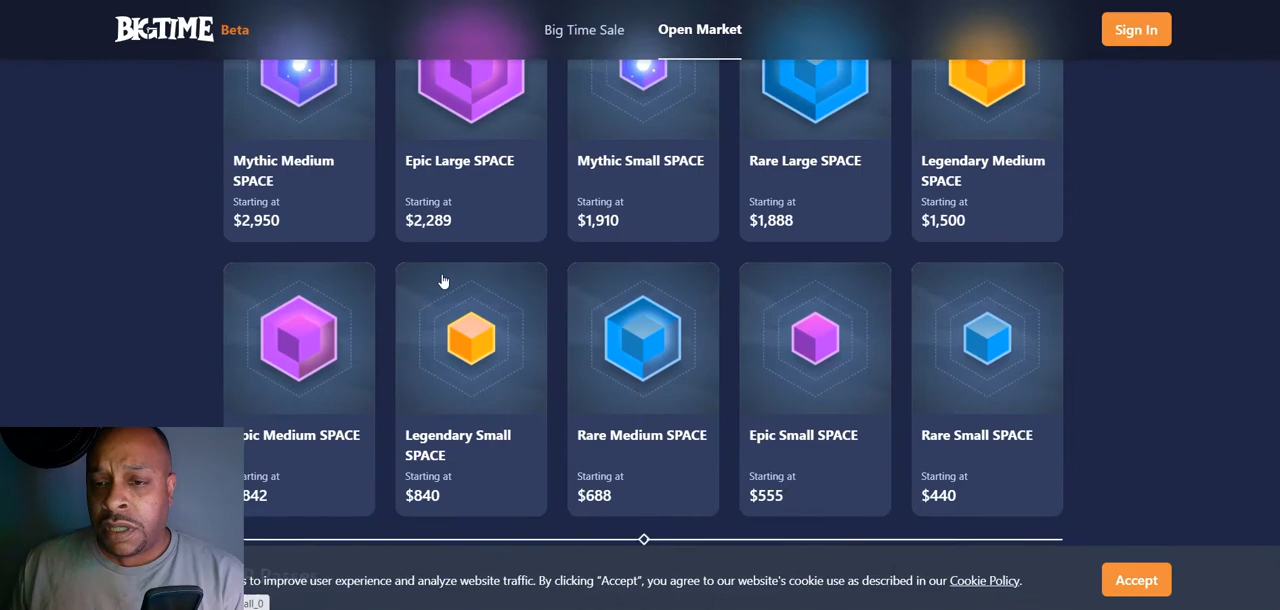 BIGTIME Beta
Big Time Sale
Open Market
Sign In
Mythic Medium
SPACE
Starting at
$2,950
Epic Large SPACE
Starting at
$2,289
Mythic Small SPACE
Starting at
$1,910
Rare Large SPACE
Starting at
$1,888
Legendary Medium
SPACE
Starting at
$1,500
Medium SPACE
at
842
Legendary Small
SPACE
Starting at
$840
Rare Medium SPACE
Starting at
$688
Epic Small SPACE
Starting at
$555
Rare Small SPACE
Starting at
$440
to improve user experience and analyze website traffic. By clicking “Accept”, you agree to our website's cookie use as described in our Cookie Policy.
Accept
all_0